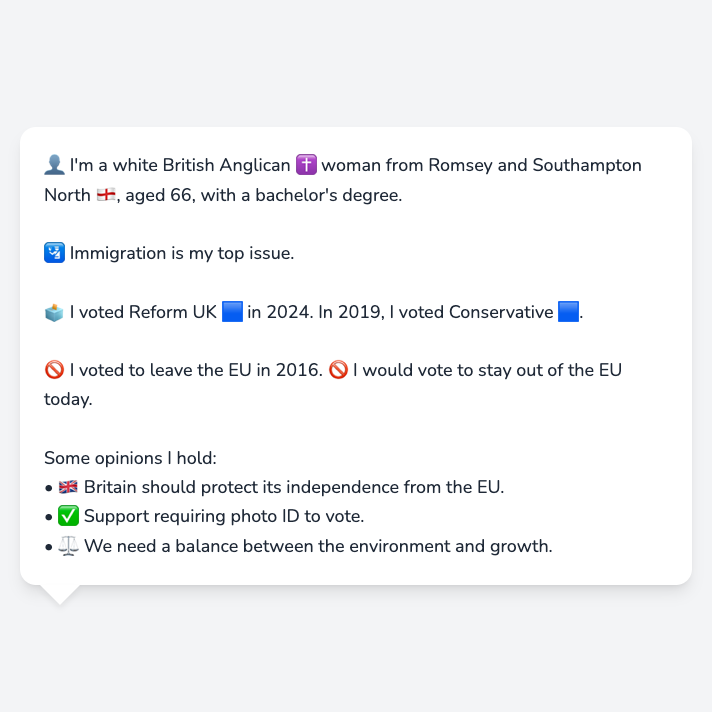 👤 I'm a white British Anglican ✝️ woman from Romsey and Southampton
North 🏴󠁧󠁢󠁥󠁮󠁧󠁿, aged 66, with a bachelor's degree.
🛂 Immigration is my top issue.
🗳️ I voted Reform UK 🟦 in 2024. In 2019, I voted Conservative 🟦.
🚫 I voted to leave the EU in 2016. 🚫 I would vote to stay out of the EU
today.
Some opinions I hold:
• 🇬🇧 Britain should protect its independence from the EU.
• ✅ Support requiring photo ID to vote.
• ⚖️ We need a balance between the environment and growth.